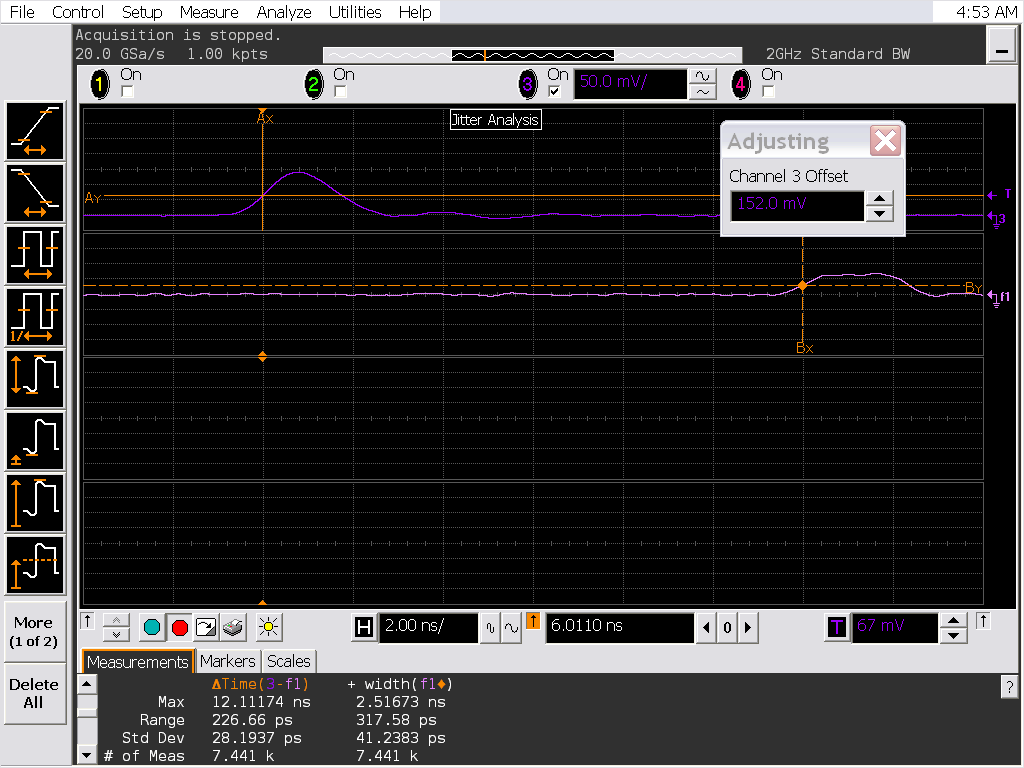 File Control Setup Measure Analyze Utilities Help 4:53 AM
Acquisition is stopped.
20.0 GSa/s 1.00 kpts 2GHz Standard BW
1 On 2 On 3 On 50.0 mV/ 4 On
Ax
Jitter Analysis
Adjusting
Channel 3 Offset
152.0 mV
AY
T
3
BY
f1
Bx
1/
More
(1 of 2)
Delete
All
H 2.00 ns/ 6.0110 ns 0 T 67 mV
Measurements Markers Scales
ΔTime(3-f1) + width(f1♦)
Max 12.11174 ns 2.51673 ns
Range 226.66 ps 317.58 ps
Std Dev 28.1937 ps 41.2383 ps
# of Meas 7.441 k 7.441 k
?